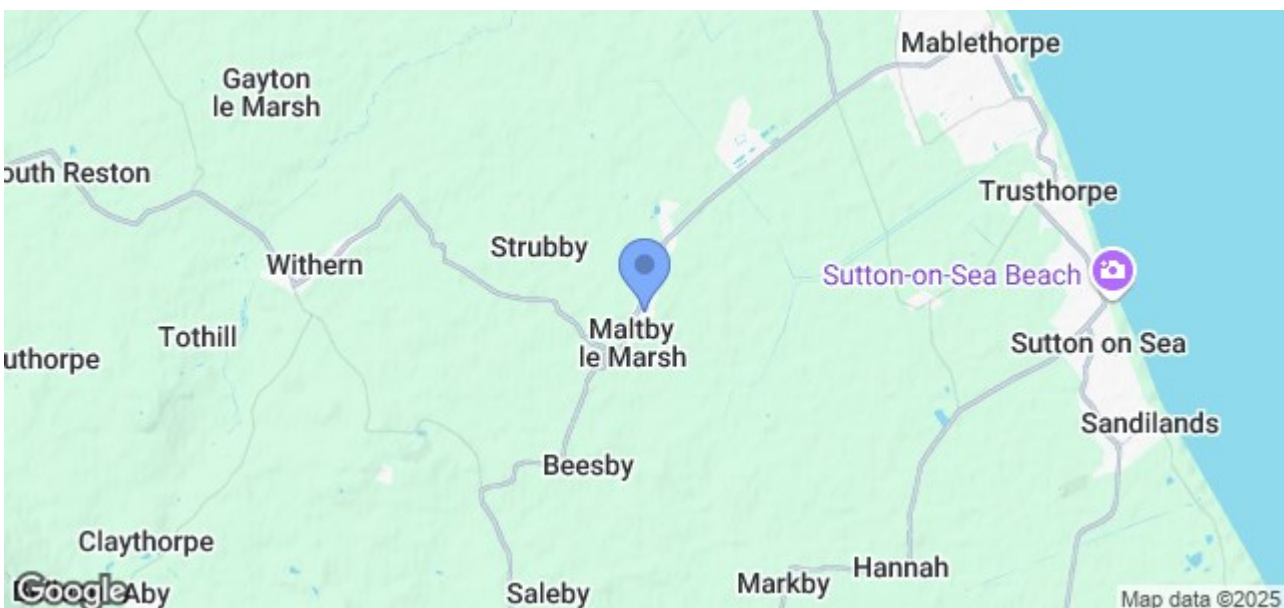 Mablethorpe
Gayton
le Marsh
outh Reston
Trusthorpe
Strubby
Withern
Sutton-on-Sea Beach
Maltby
le Marsh
Tothill
Sutton on Sea
uthorpe
Sandilands
Beesby
Claythorpe
Hannah
Markby
Google
Aby
Saleby
Map data ©2025